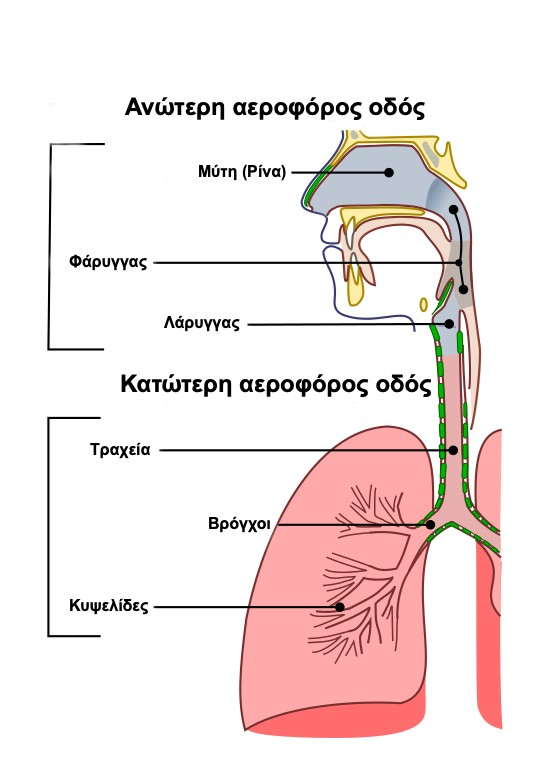 Ανώτερη αεροφόρος οδός
Μύτη (Ρίνα)
Φάρυγγας
Λάρυγγας
Κατώτερη αεροφόρος οδός
Τραχεία
Βρόγχοι
Κυψελίδες